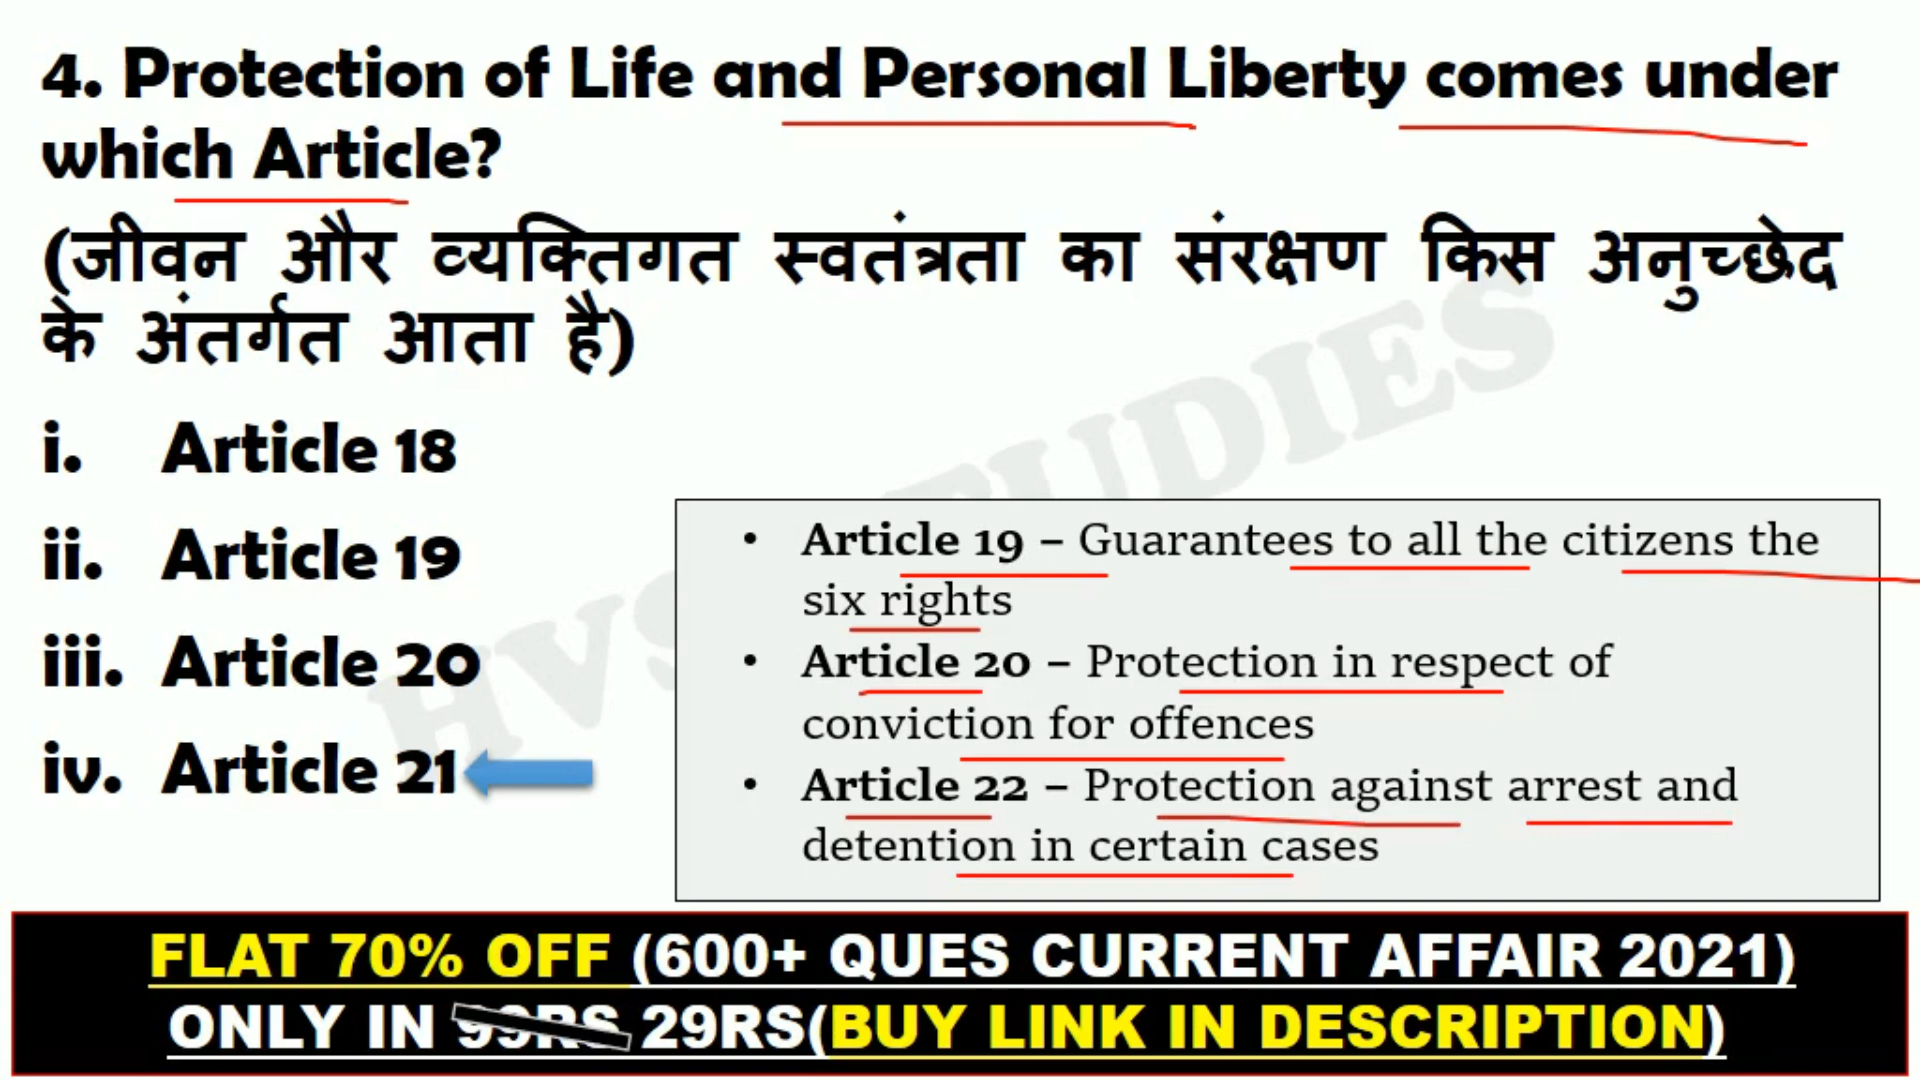 4. Protection of Life and Personal Liberty comes under
which Article?
(जीवन और व्यक्तिगत स्वतंत्रता का संरक्षण किस अनुच्छेद
के अंतर्गत आता है)
i. Article 18
ii. Article 19
iii. Article 20
iv. Article 21
• Article 19 – Guarantees to all the citizens the
six rights
• Article 20 – Protection in respect of
conviction for offences
• Article 22 – Protection against arrest and
detention in certain cases
FLAT 70% OFF (600+ QUES CURRENT AFFAIR 2021)
ONLY IN 99RS 29RS(BUY LINK IN DESCRIPTION)